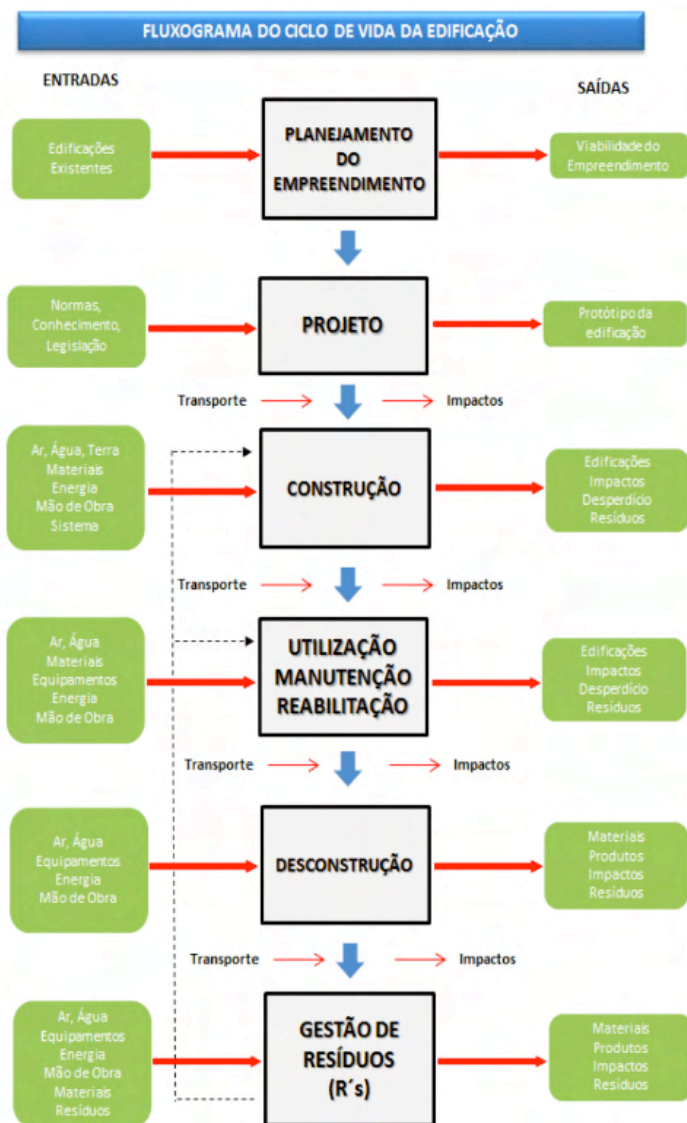 FLUXOGRAMA DO CICLO DE VIDA DA EDIFICAÇÃO
ENTRADAS
SAÍDAS
Edificações
Existentes
PLANEJAMENTO
DO
EMPREENDIMENTO
Viabilidade do
Empreendimento
Normas,
Conhecimento,
Legislação
PROJETO
Protótipo da
edificação
Transporte
Impactos
Ar, Água, Terra
Materiais
Energia
Mão de Obra
Sistema
CONSTRUÇÃO
Edificações
Impactos
Desperdício
Resíduos
Transporte
Impactos
Ar, Água
Materiais
Equipamentos
Energia
Mão de Obra
UTILIZAÇÃO
MANUTENÇÃO
REABILITAÇÃO
Edificações
Impactos
Desperdício
Resíduos
Transporte
Impactos
Ar, Água
Equipamentos
Energia
Mão de Obra
DESCONSTRUÇÃO
Materiais
Produtos
Impactos
Resíduos
Transporte
Impactos
Ar, Água
Equipamentos
Energia
Mão de Obra
Materiais
Resíduos
GESTÃO DE
RESÍDUOS
(R´s)
Materiais
Produtos
Impactos
Resíduos